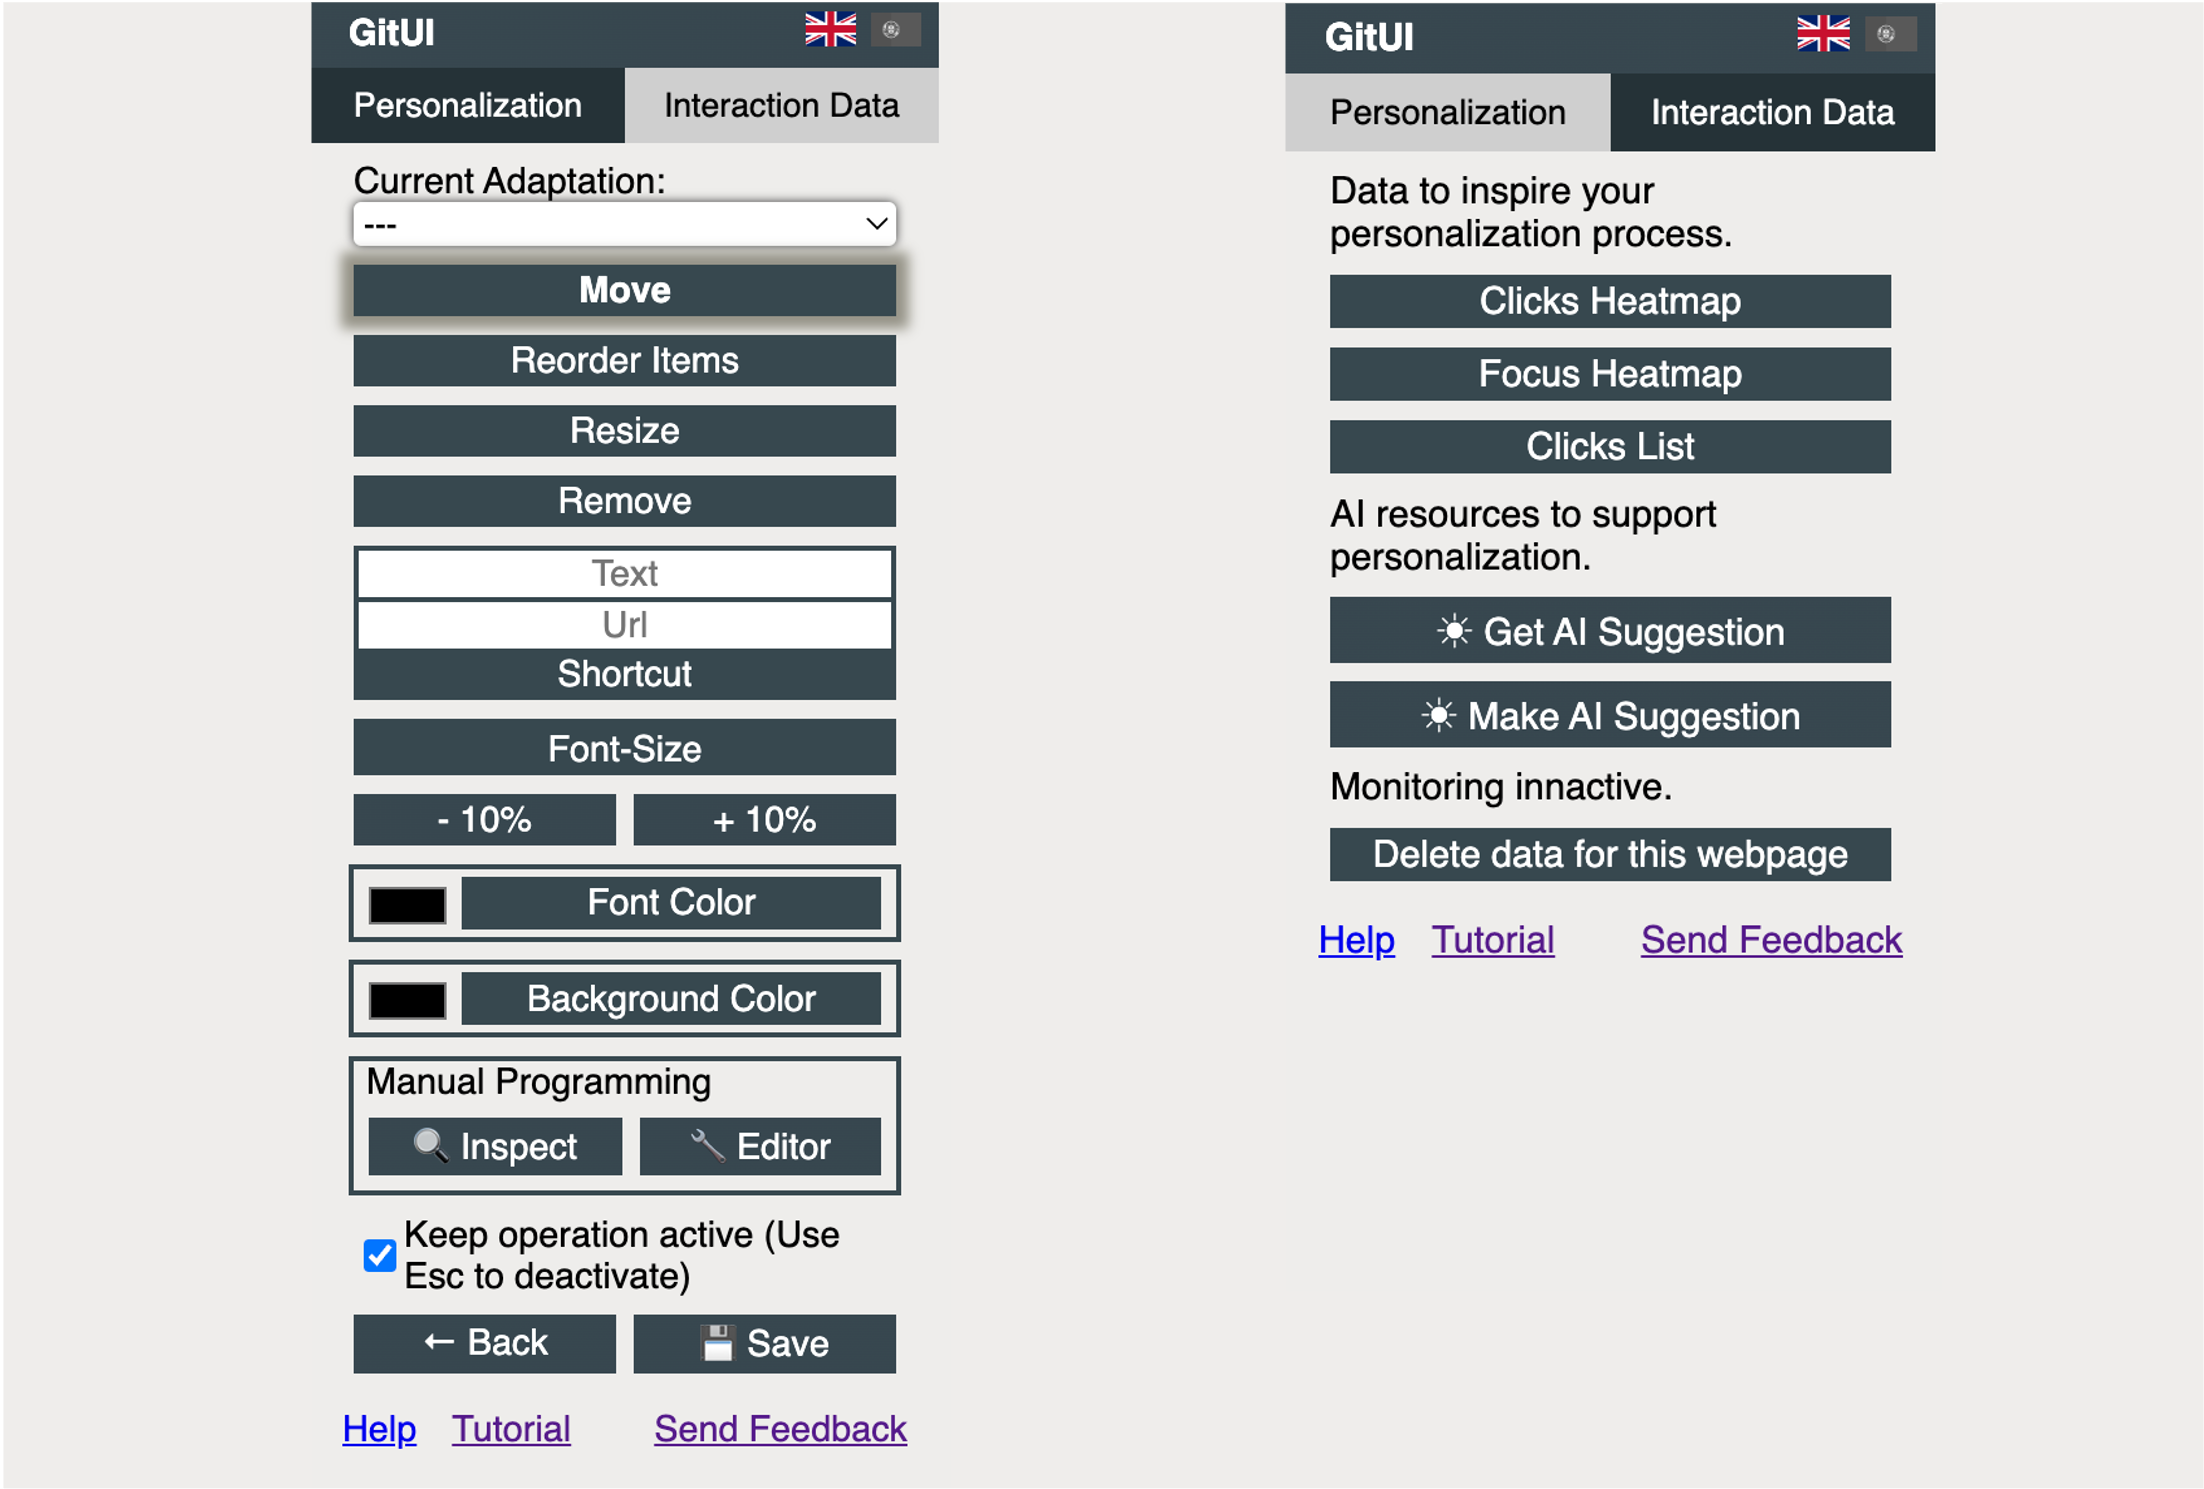 GitUI
Personalization
Interaction Data
Current Adaptation:
---
Move
Reorder Items
Resize
Remove
Text
Url
Shortcut
Font-Size
- 10%
+ 10%
Font Color
Background Color
Manual Programming
Inspect
Editor
Keep operation active (Use
Esc to deactivate)
← Back
Save
Help
Tutorial
Send Feedback
GitUI
Personalization
Interaction Data
Data to inspire your
personalization process.
Clicks Heatmap
Focus Heatmap
Clicks List
AI resources to support
personalization.
Get AI Suggestion
Make AI Suggestion
Monitoring innactive.
Delete data for this webpage
Help
Tutorial
Send Feedback